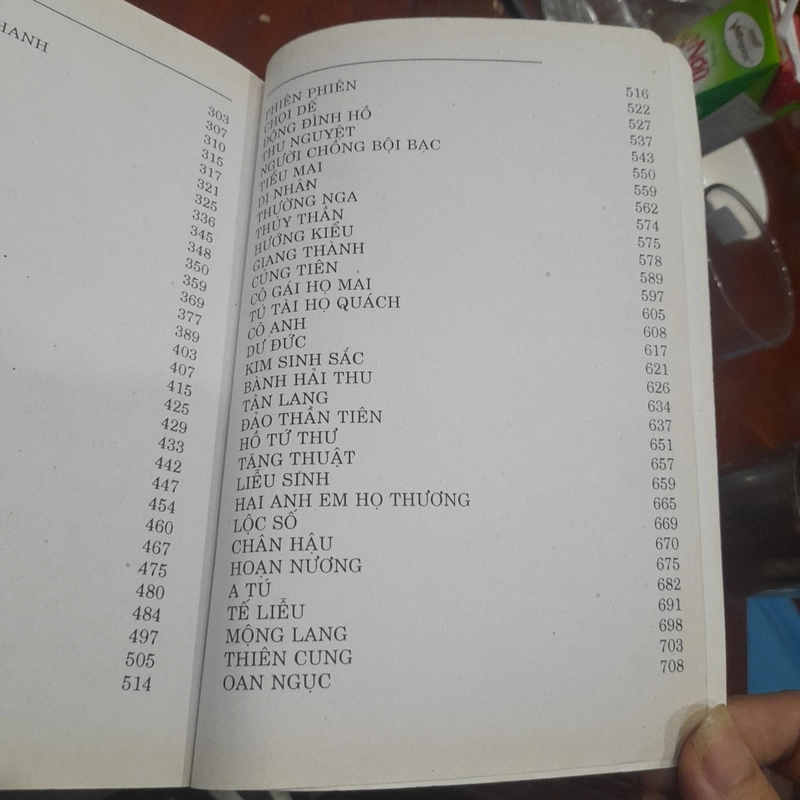 HANH
303
307
310
315
317
321
325
336
345
348
350
359
369
377
389
403
407
415
425
429
433
442
447
454
460
467
475
480
484
497
505
514
PHIÊN PHIÊN 516
CHỌI DẾ 522
ĐỘNG ĐÌNH HỒ 527
THU NGUYỆT 537
NGƯỜI CHỒNG BỘI BẠC 543
TIỂU MAI 550
DỊ NHÂN 559
THƯỜNG NGA 562
THỦY THẦN 574
HƯỚNG KIỂU 575
GIANG THÀNH 578
CÚNG TIÊN 589
CÔ GÁI HỌ MAI 597
TÚ TÀI HỌ QUÁCH 605
CÔ ANH 608
DƯ ĐỨC 617
KIM SINH SẮC 621
BÀNH HẢI THU 626
TÂN LANG 634
ĐẢO THẦN TIÊN 637
HỒ TỨ THƯ 651
TĂNG THUẬT 657
LIỄU SINH 659
HAI ANH EM HỌ THƯƠNG 665
LỘC SỐ 669
CHÂN HẬU 670
HOẠN NƯƠNG 675
A TÚ 682
TẾ LIỄU 691
MỘNG LANG 698
THIÊN CUNG 703
OAN NGỤC 708